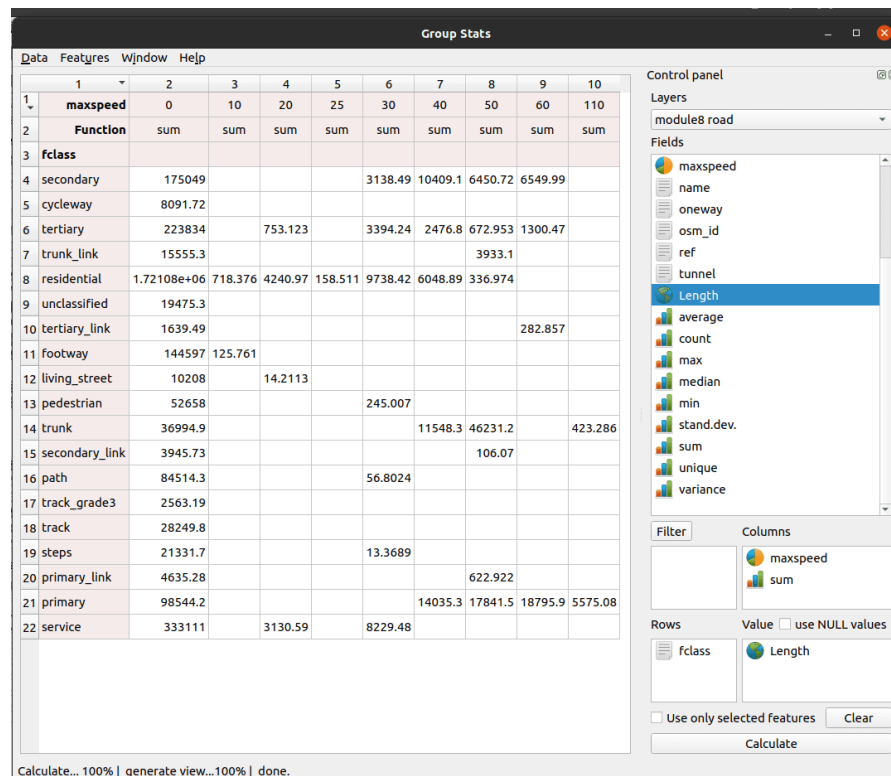 Group Stats
Data Features Window Help
1 2 3 4 5 6 7 8 9 10
1 maxspeed 0 10 20 25 30 40 50 60 110
2 Function sum sum sum sum sum sum sum sum sum
3 fclass
4 secondary 175049 3138.49 10409.1 6450.72 6549.99
5 cycleway 8091.72
6 tertiary 223834 753.123 3394.24 2476.8 672.953 1300.47
7 trunk_link 15555.3 3933.1
8 residential 1.72108e+06 718.376 4240.97 158.511 9738.42 6048.89 336.974
9 unclassified 19475.3
10 tertiary_link 1639.49 282.857
11 footway 144597 125.761
12 living_street 10208 14.2113
13 pedestrian 52658 245.007
14 trunk 36994.9 11548.3 46231.2 423.286
15 secondary_link 3945.73 106.07
16 path 84514.3 56.8024
17 track_grade3 2563.19
18 track 28249.8
19 steps 21331.7 13.3689
20 primary_link 4635.28 622.922
21 primary 98544.2 14035.3 17841.5 18795.9 5575.08
22 service 333111 3130.59 8229.48
Control panel
Layers
module8 road
Fields
maxspeed
name
oneway
osm_id
ref
tunnel
Length
average
count
max
median
min
stand.dev.
sum
unique
variance
Filter Columns
maxspeed
sum
Rows Value use NULL values
fclass Length
Use only selected features Clear
Calculate
Calculate... 100% | generate view...100% | done.